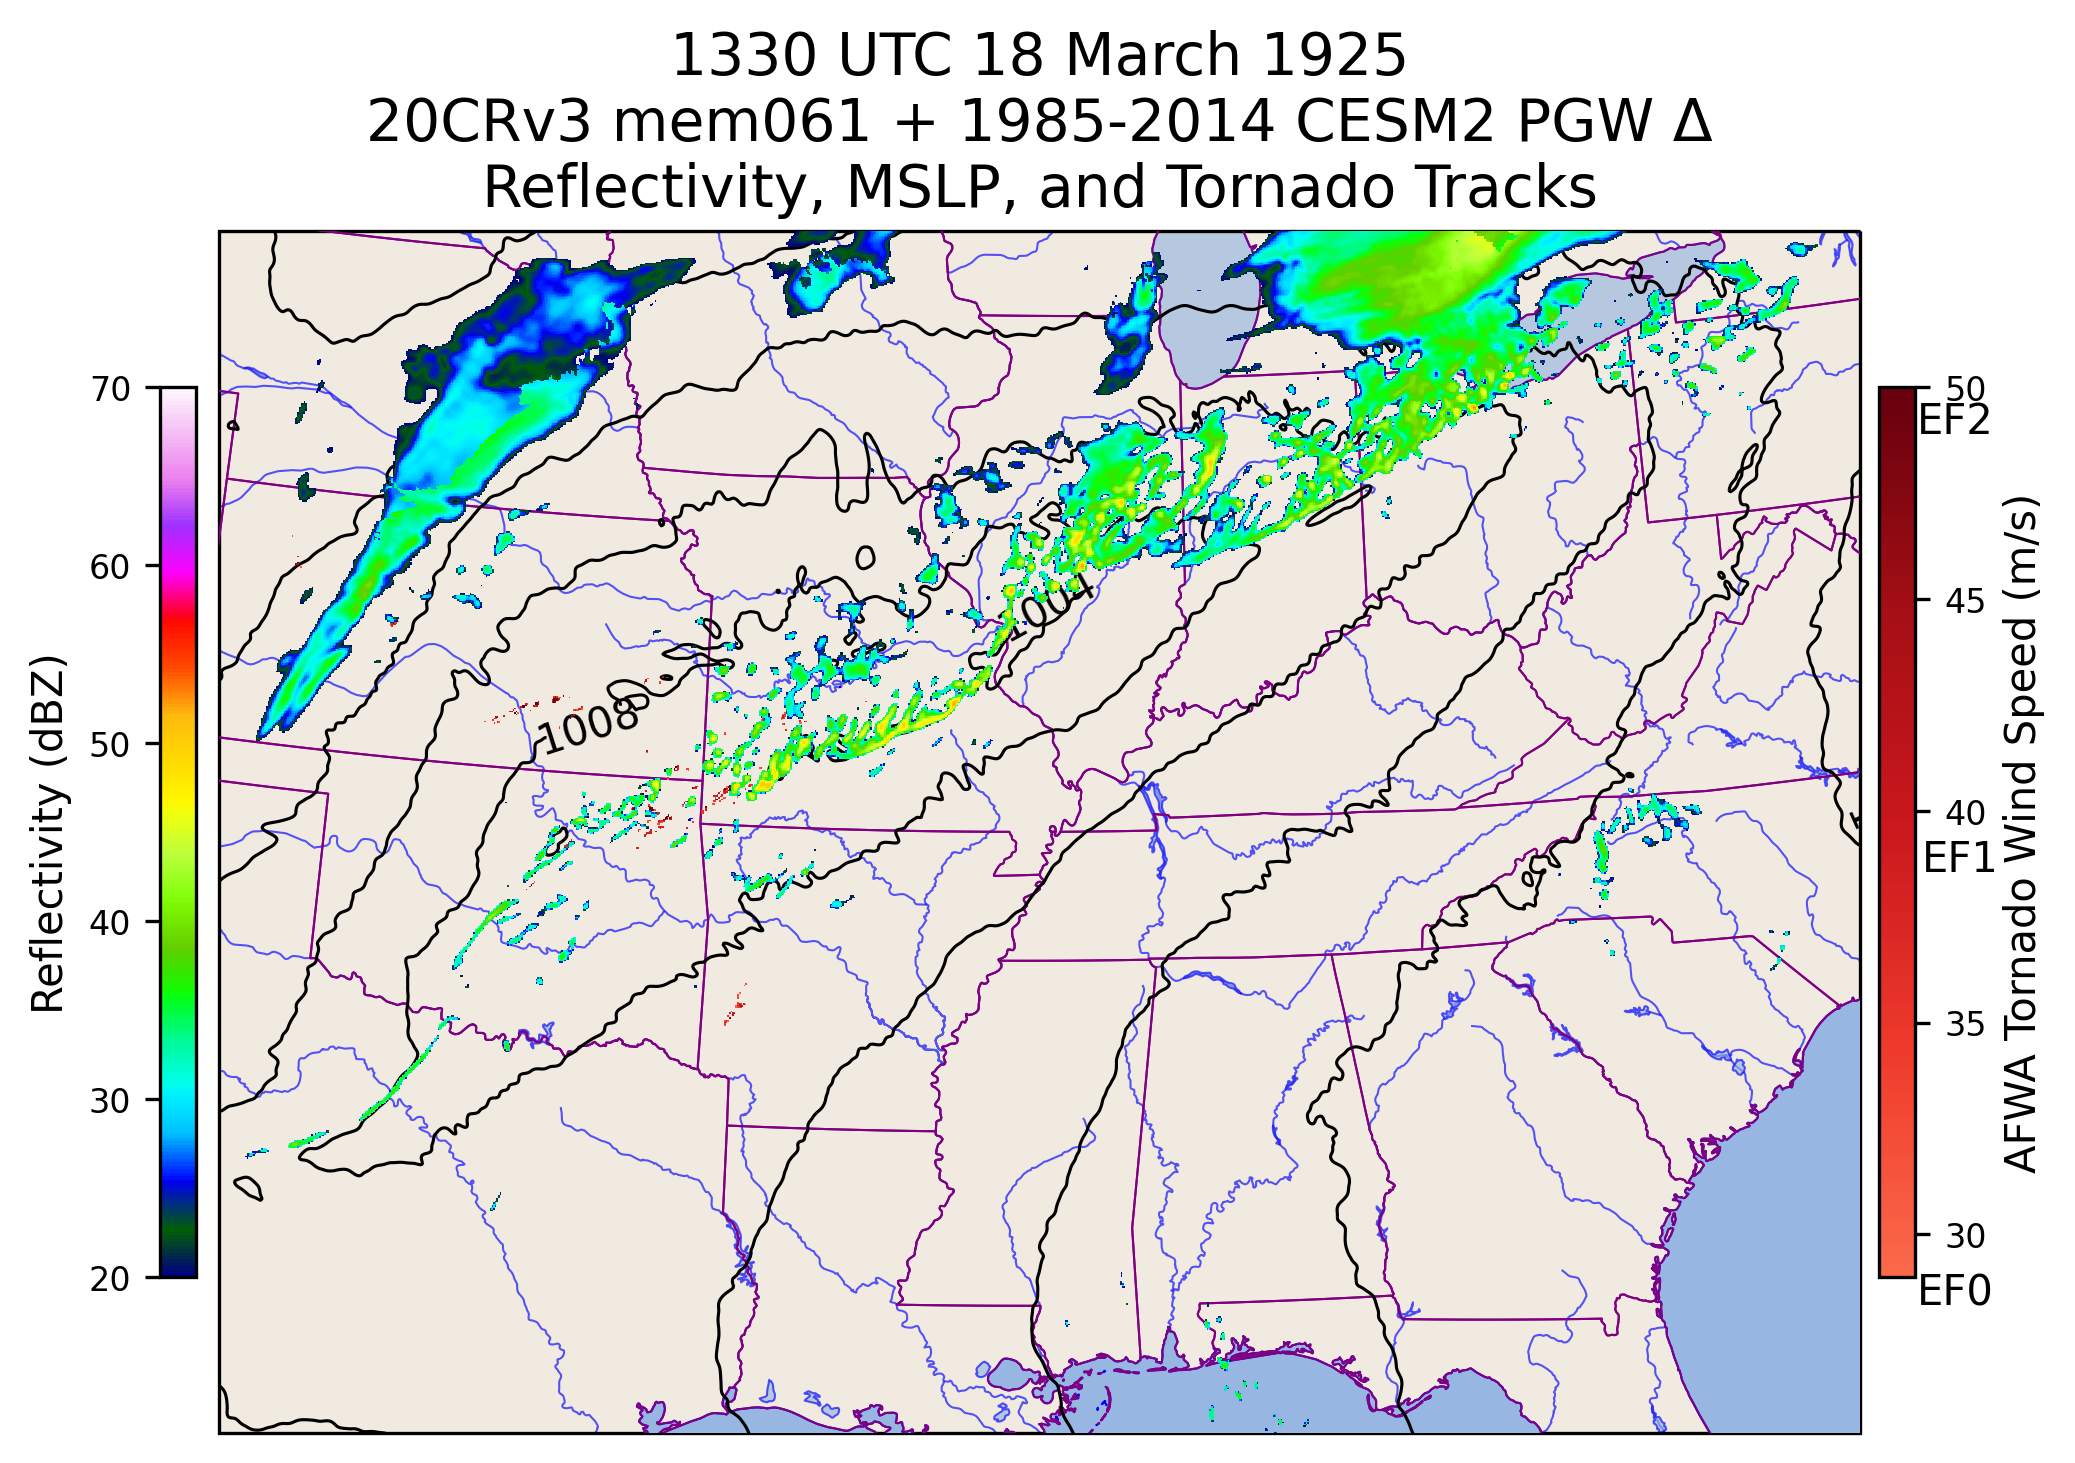 1330 UTC 18 March 1925
20CRv3 mem061 + 1985-2014 CESM2 PGW Δ
Reflectivity, MSLP, and Tornado Tracks
70
60
50
40
30
20
Reflectivity (dBZ)
1008
1004
50
EF2
45
40
EF1
35
30
EF0
AFWA Tornado Wind Speed (m/s)